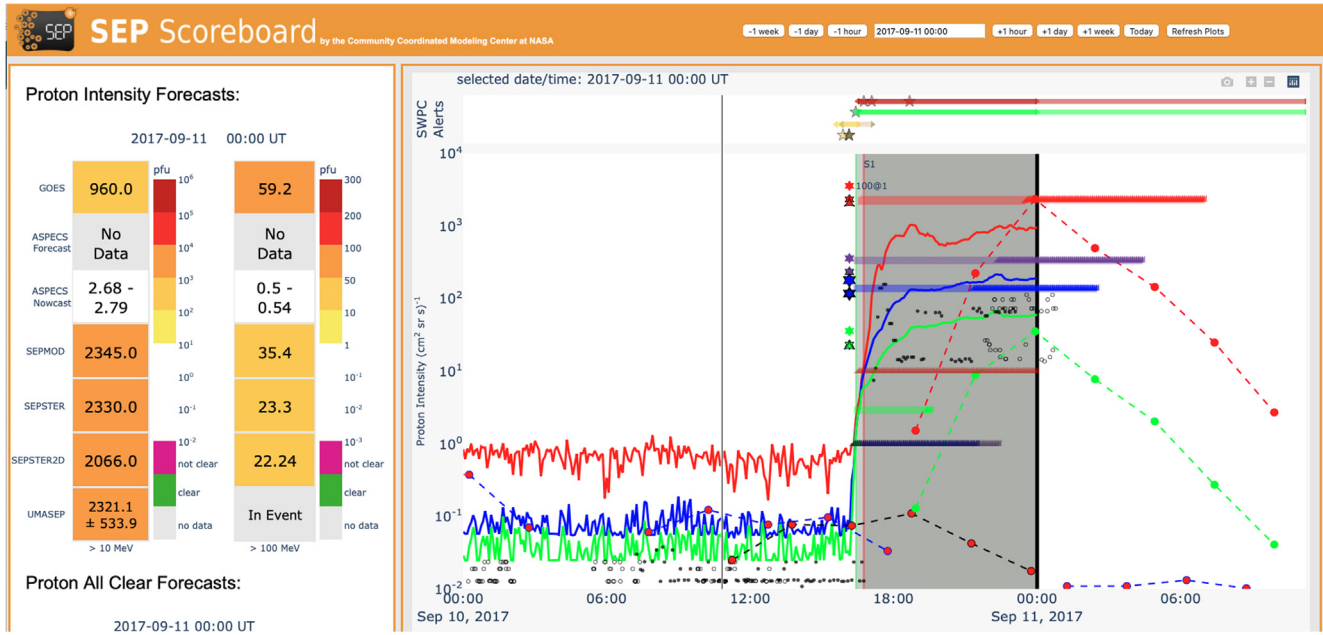 SEP
SEP Scoreboard by the Community Coordinated Modeling Center at NASA
-1 week -1 day -1 hour 2017-09-11 00:00 +1 hour +1 day +1 week Today Refresh Plots
Proton Intensity Forecasts:
2017-09-11 00:00 UT
pfu pfu
GOES 960.0 59.2
ASPECS Forecast No Data No Data
ASPECS Nowcast 2.68 - 2.79 0.5 - 0.54
SEPMOD 2345.0 35.4
SEPSTER 2330.0 23.3
SEPSTER2D 2066.0 22.24
UMASEP 2321.1 ± 533.9 In Event
10⁶
10⁵
10⁴
10³
10²
10¹
10⁰
10⁻¹
10⁻²
not clear
clear
no data
300
200
100
50
10
1
10⁻¹
10⁻²
10⁻³
not clear
clear
no data
> 10 MeV > 100 MeV
Proton All Clear Forecasts:
2017-09-11 00:00 UT
selected date/time: 2017-09-11 00:00 UT
SWPC
Alerts
S1
100@1
Proton Intensity (cm² sr s)⁻¹
10⁴
10³
10²
10¹
10⁰
10⁻¹
10⁻²
00:00 06:00 12:00 18:00 00:00 06:00
Sep 10, 2017 Sep 11, 2017